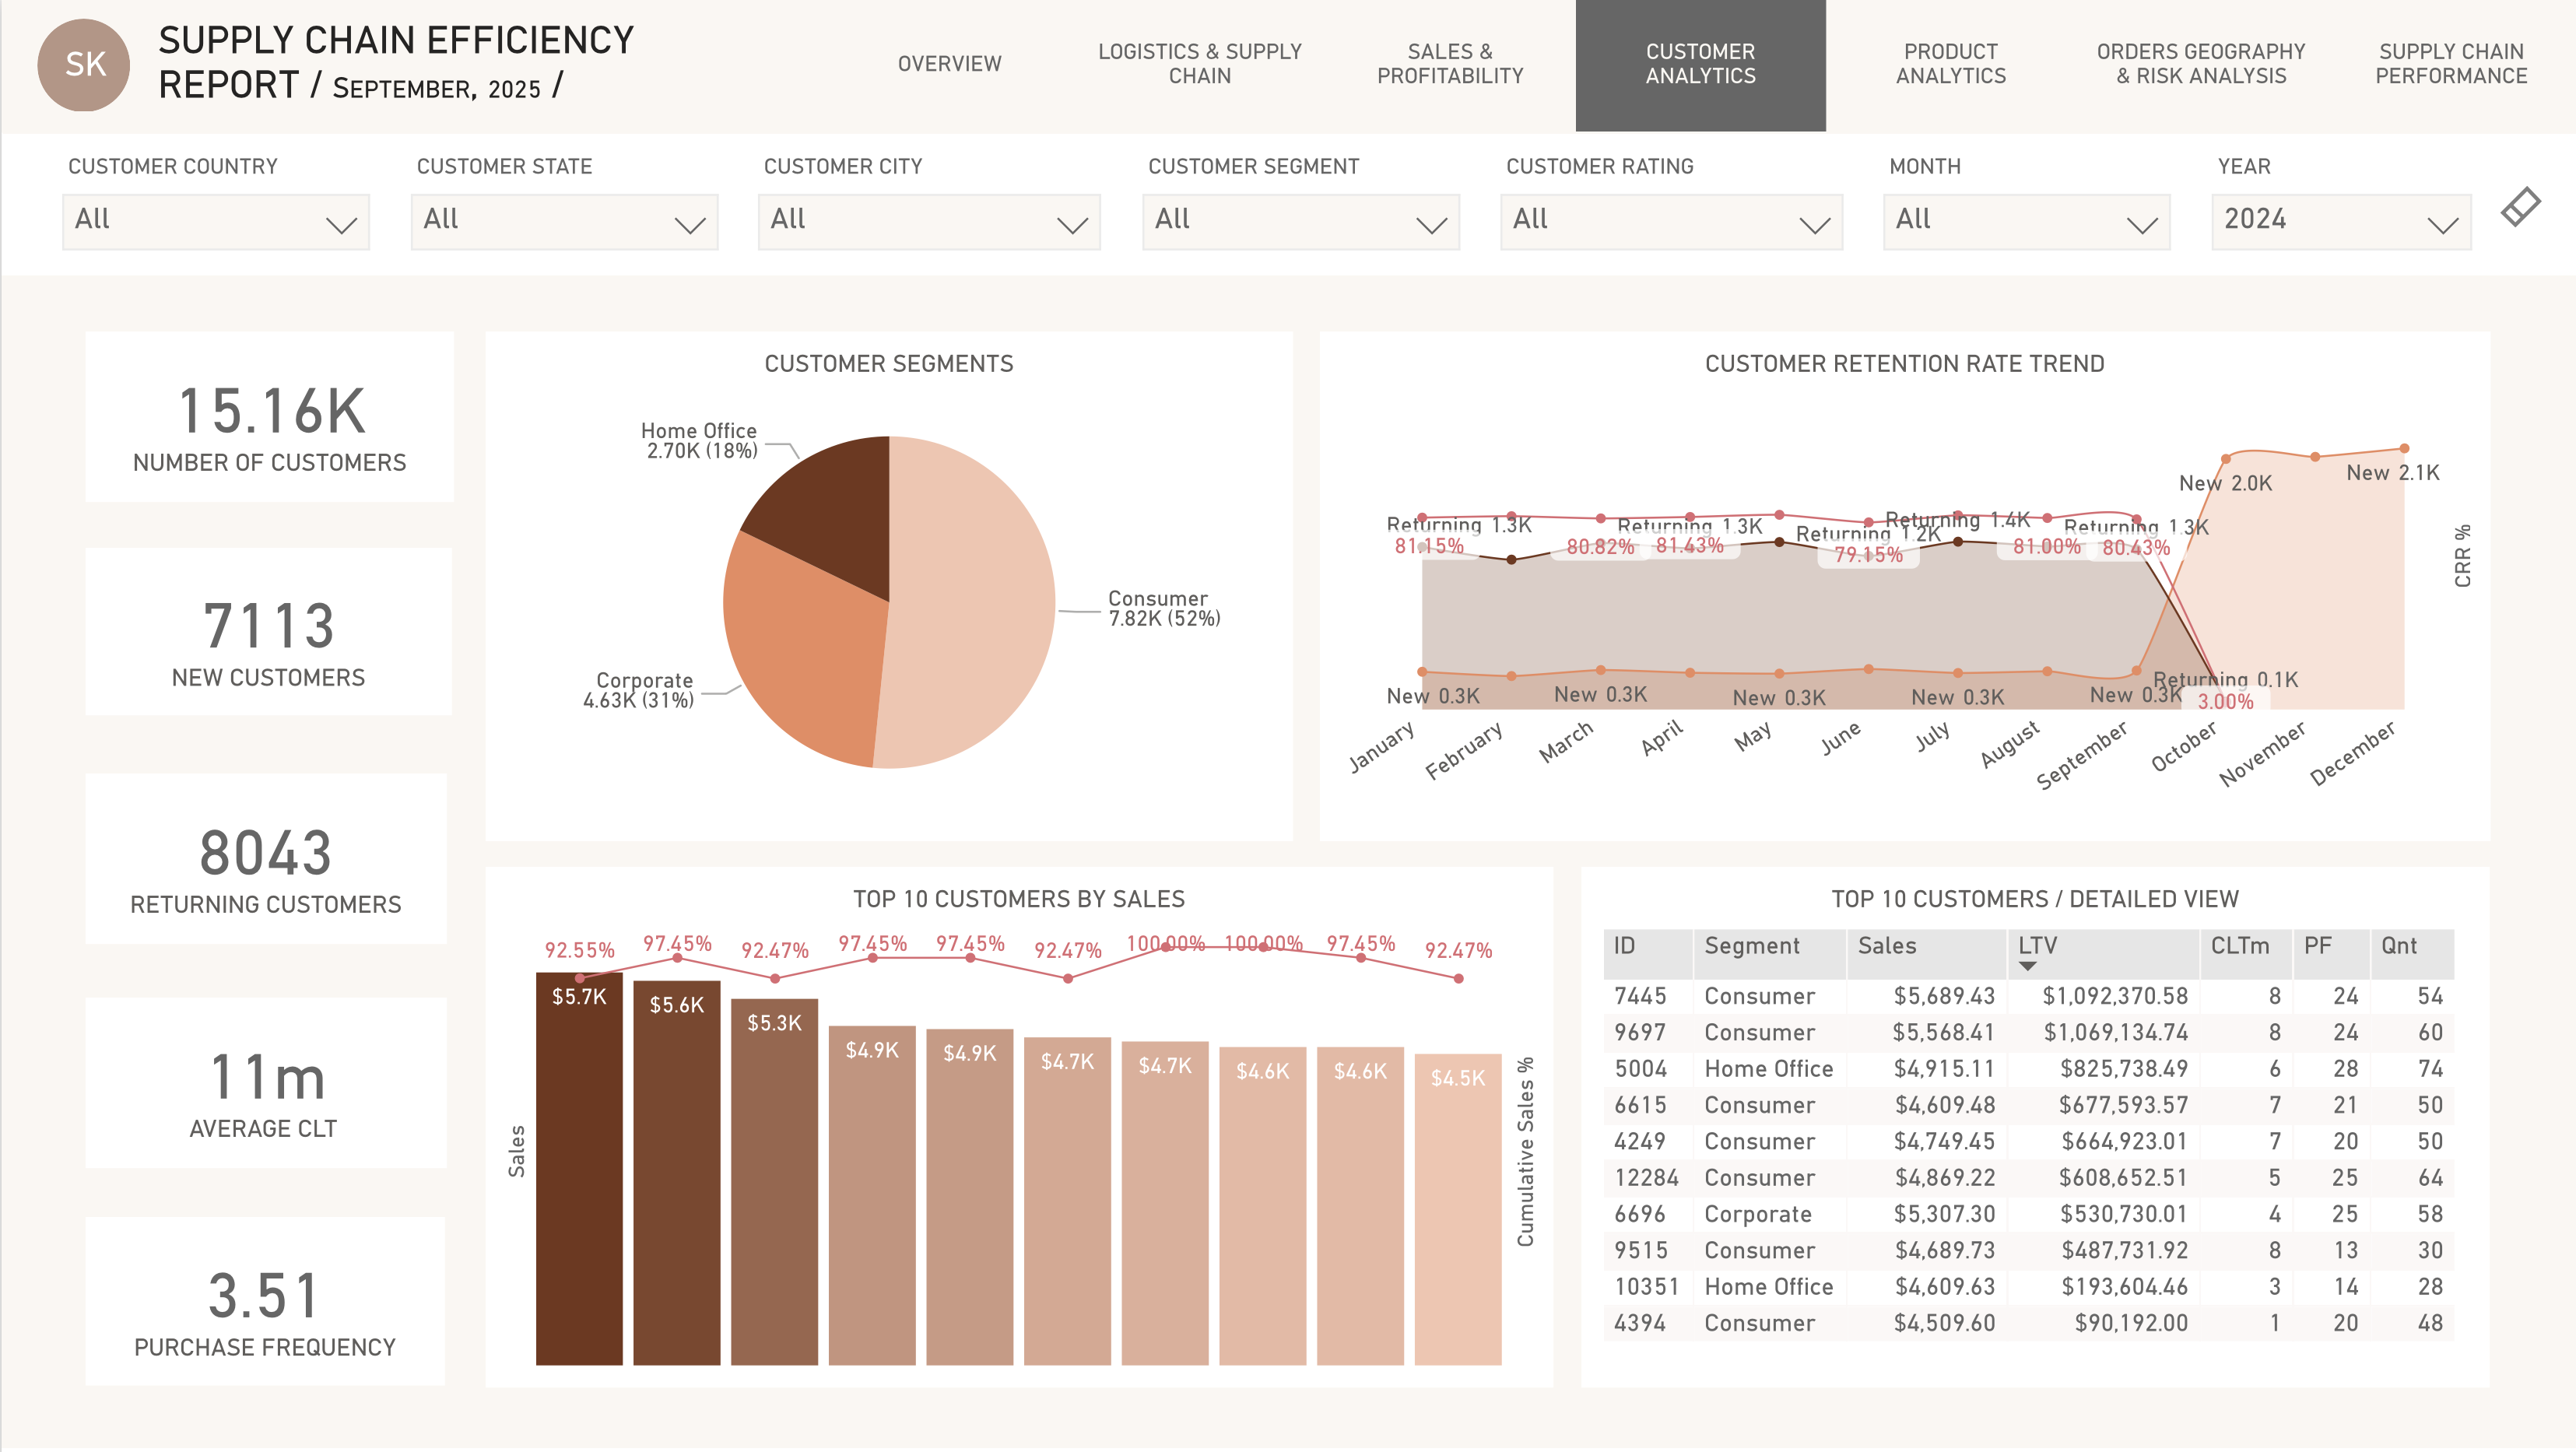 SK
SUPPLY CHAIN EFFICIENCY
REPORT / SEPTEMBER, 2025 /
OVERVIEW
LOGISTICS & SUPPLY
CHAIN
SALES &
PROFITABILITY
CUSTOMER
ANALYTICS
PRODUCT
ANALYTICS
ORDERS GEOGRAPHY
& RISK ANALYSIS
SUPPLY CHAIN
PERFORMANCE
CUSTOMER COUNTRY
All
CUSTOMER STATE
All
CUSTOMER CITY
All
CUSTOMER SEGMENT
All
CUSTOMER RATING
All
MONTH
All
YEAR
2024
15.16K
NUMBER OF CUSTOMERS
7113
NEW CUSTOMERS
8043
RETURNING CUSTOMERS
11m
AVERAGE CLT
3.51
PURCHASE FREQUENCY
CUSTOMER SEGMENTS
Home Office
2.70K (18%)
Consumer
7.82K (52%)
Corporate
4.63K (31%)
CUSTOMER RETENTION RATE TREND
New 2.1K
New 2.0K
Returning 1.3K
Returning 1.3K
Returning 1.2K
Returning 1.4K
Returning 1.3K
81.15%
80.82%
81.43%
79.15%
81.00%
80.43%
CRR %
Returning 0.1K
New 0.3K
New 0.3K
New 0.3K
New 0.3K
New 0.3K
3.00%
January
February
March
April
May
June
July
August
September
October
November
December
TOP 10 CUSTOMERS BY SALES
92.55%
97.45%
92.47%
97.45%
97.45%
92.47%
100.00%
100.00%
97.45%
92.47%
$5.7K
$5.6K
$5.3K
$4.9K
$4.9K
$4.7K
$4.7K
$4.6K
$4.6K
$4.5K
Sales
Cumulative Sales %
TOP 10 CUSTOMERS / DETAILED VIEW
ID Segment Sales LTV CLTm PF Qnt
7445 Consumer $5,689.43 $1,092,370.58 8 24 54
9697 Consumer $5,568.41 $1,069,134.74 8 24 60
5004 Home Office $4,915.11 $825,738.49 6 28 74
6615 Consumer $4,609.48 $677,593.57 7 21 50
4249 Consumer $4,749.45 $664,923.01 7 20 50
12284 Consumer $4,869.22 $608,652.51 5 25 64
6696 Corporate $5,307.30 $530,730.01 4 25 58
9515 Consumer $4,689.73 $487,731.92 8 13 30
10351 Home Office $4,609.63 $193,604.46 3 14 28
4394 Consumer $4,509.60 $90,192.00 1 20 48